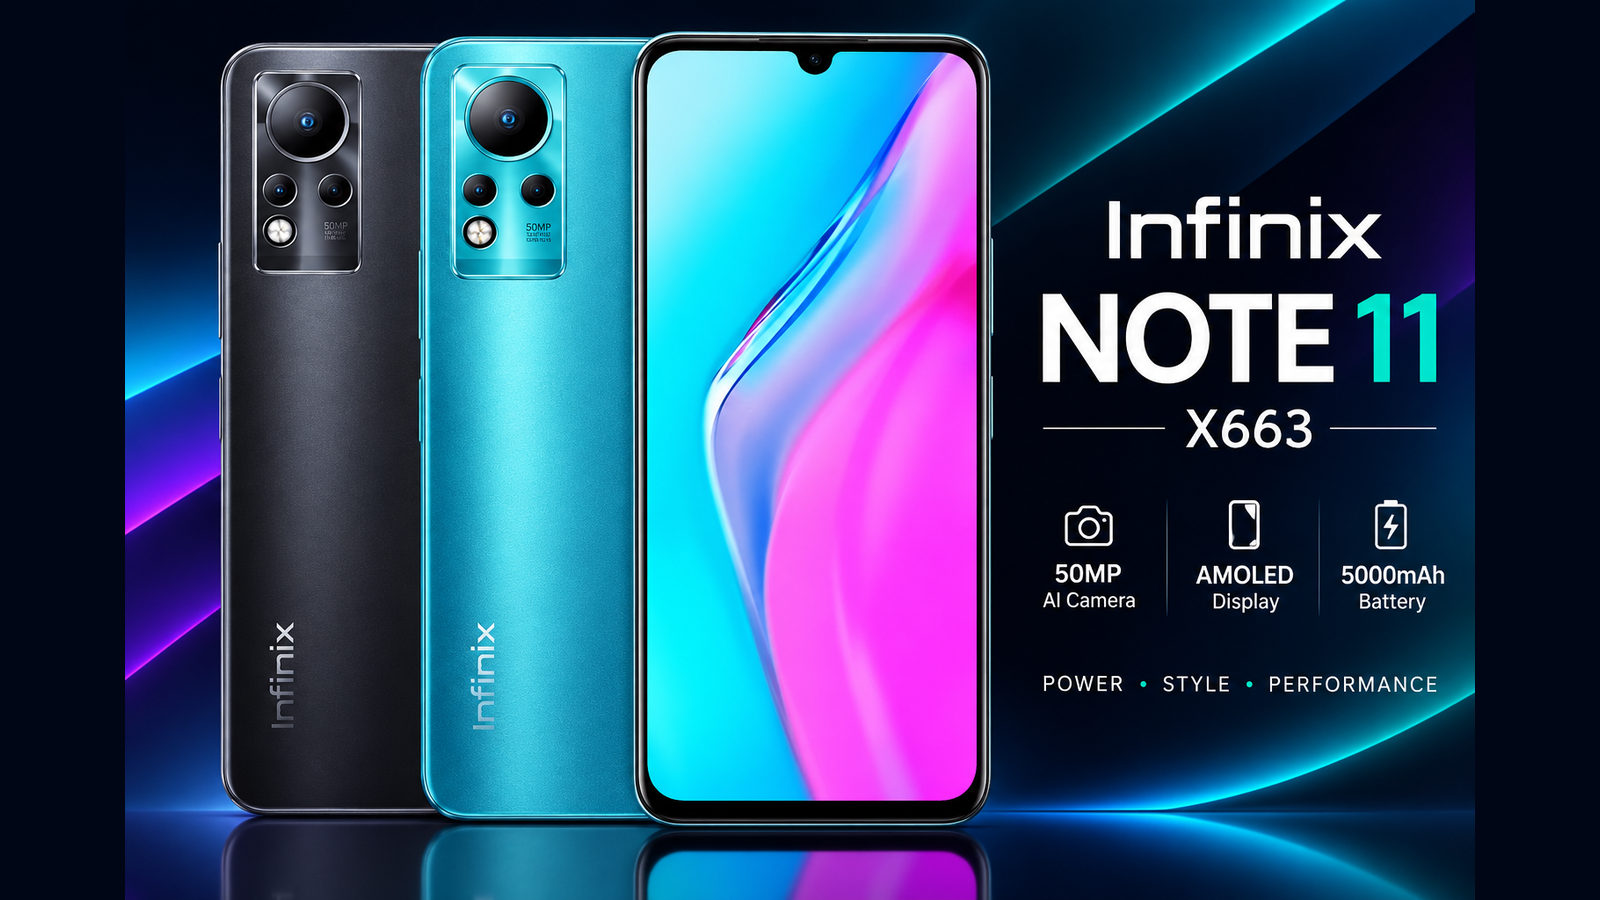 50MP
50MP
Infinix
Infinix
Infinix
NOTE 11
X663
50MP
AI Camera
AMOLED
Display
5000mAh
Battery
POWER • STYLE • PERFORMANCE